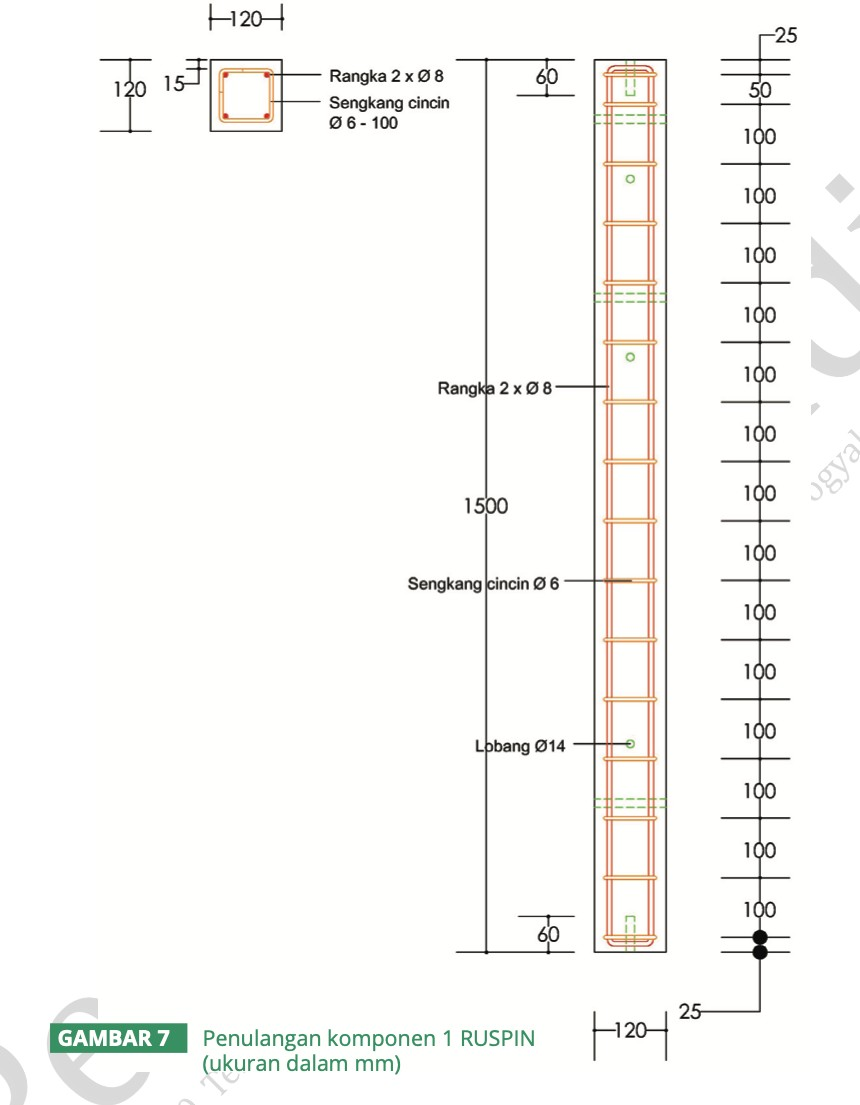 120
25
120
15
Rangka 2 x Ø 8
Sengkang cincin
Ø 6 - 100
60
50
100
100
100
100
100
Rangka 2 x Ø 8
100
100
1500
100
Sengkang cincin Ø 6
100
100
Lobang Ø14
100
100
100
100
60
25
120
GAMBAR 7
Penulangan komponen 1 RUSPIN
(ukuran dalam mm)